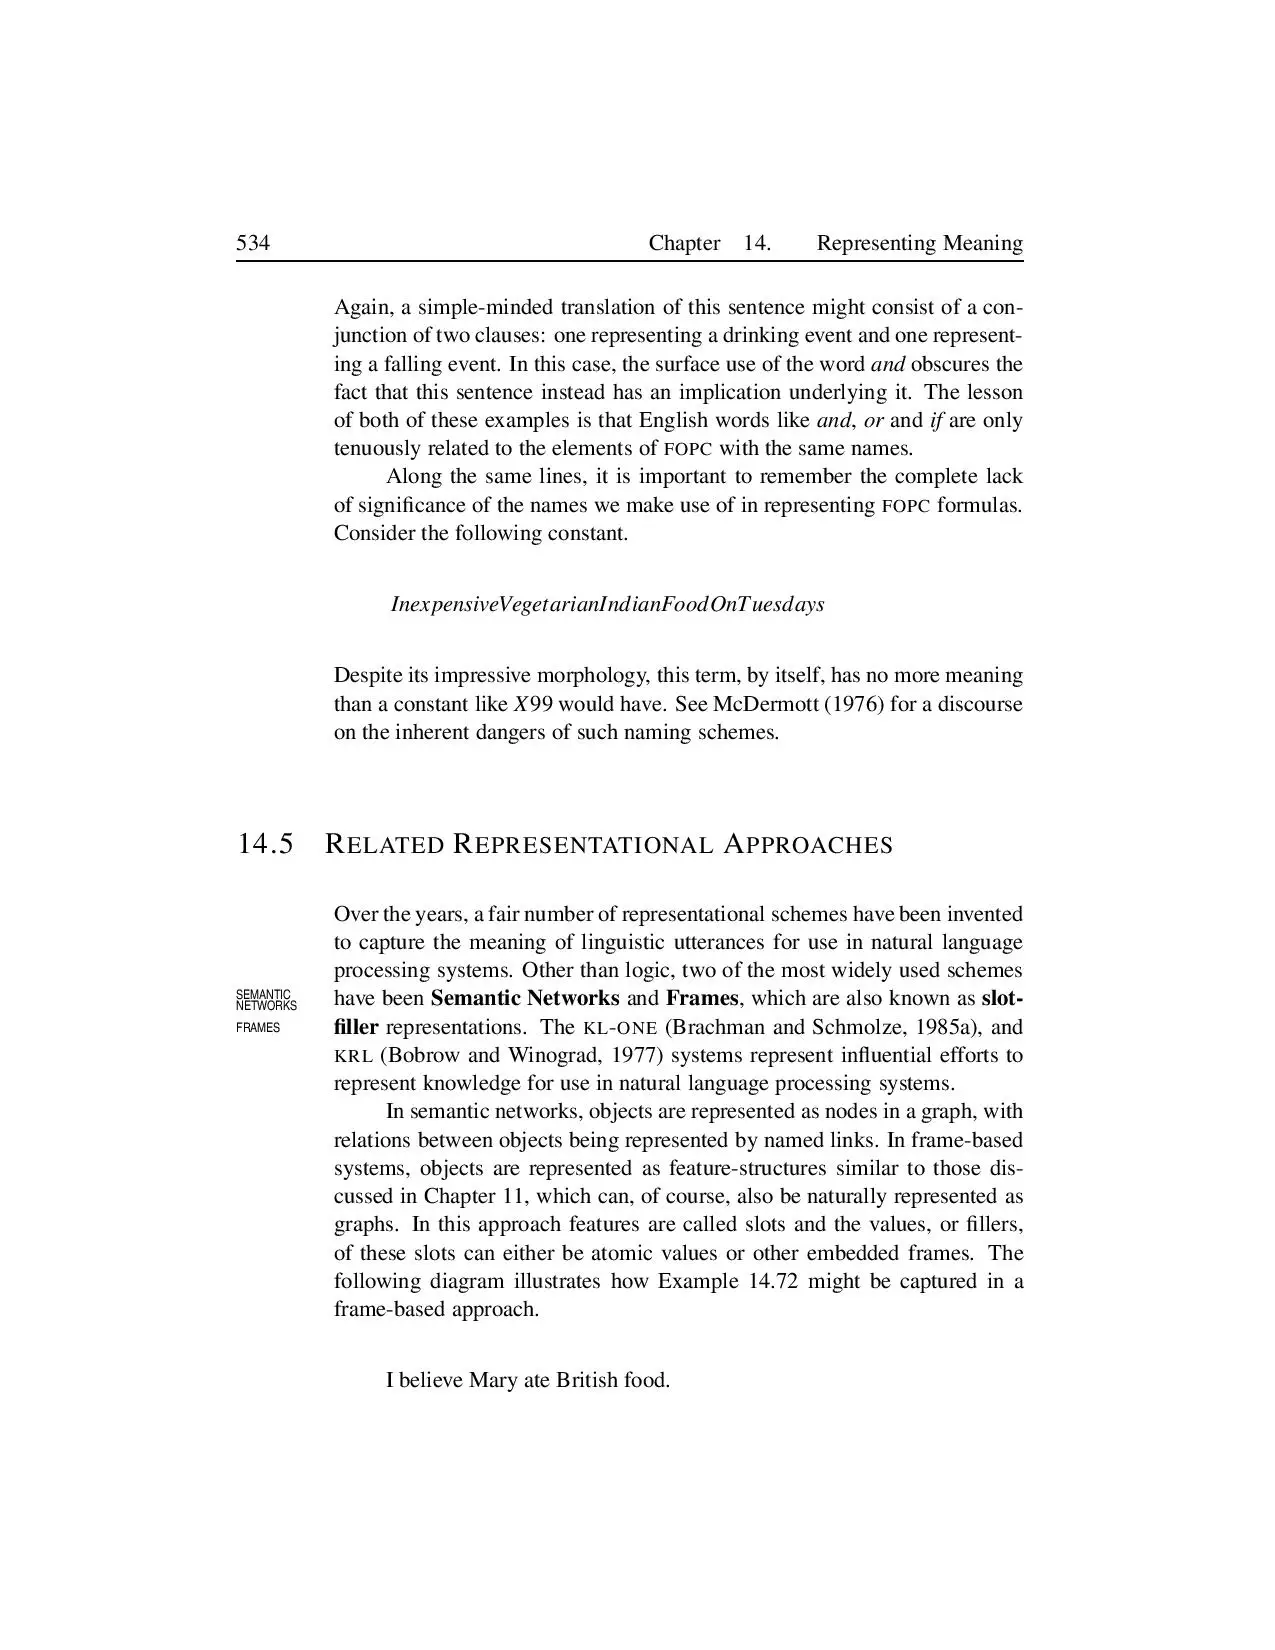 534 Chapter 14. Representing Meaning
Again, a simple-minded translation of this sentence might consist of a con-
junction of two clauses: one representing a drinking event and one represent-
ing a falling event. In this case, the surface use of the word and obscures the
fact that this sentence instead has an implication underlying it. The lesson
of both of these examples is that English words like and, or and if are only
tenuously related to the elements of FOPC with the same names.
Along the same lines, it is important to remember the complete lack
of significance of the names we make use of in representing FOPC formulas.
Consider the following constant.
InexpensiveVegetarianIndianFoodOnTuesdays
Despite its impressive morphology, this term, by itself, has no more meaning
than a constant like X99 would have. See McDermott (1976) for a discourse
on the inherent dangers of such naming schemes.
14.5 RELATED REPRESENTATIONAL APPROACHES
Over the years, a fair number of representational schemes have been invented
to capture the meaning of linguistic utterances for use in natural language
processing systems. Other than logic, two of the most widely used schemes
SEMANTIC
NETWORKS
have been Semantic Networks and Frames, which are also known as slot-
FRAMES
filler representations. The KL-ONE (Brachman and Schmolze, 1985a), and
KRL (Bobrow and Winograd, 1977) systems represent influential efforts to
represent knowledge for use in natural language processing systems.
In semantic networks, objects are represented as nodes in a graph, with
relations between objects being represented by named links. In frame-based
systems, objects are represented as feature-structures similar to those dis-
cussed in Chapter 11, which can, of course, also be naturally represented as
graphs. In this approach features are called slots and the values, or fillers,
of these slots can either be atomic values or other embedded frames. The
following diagram illustrates how Example 14.72 might be captured in a
frame-based approach.
I believe Mary ate British food.